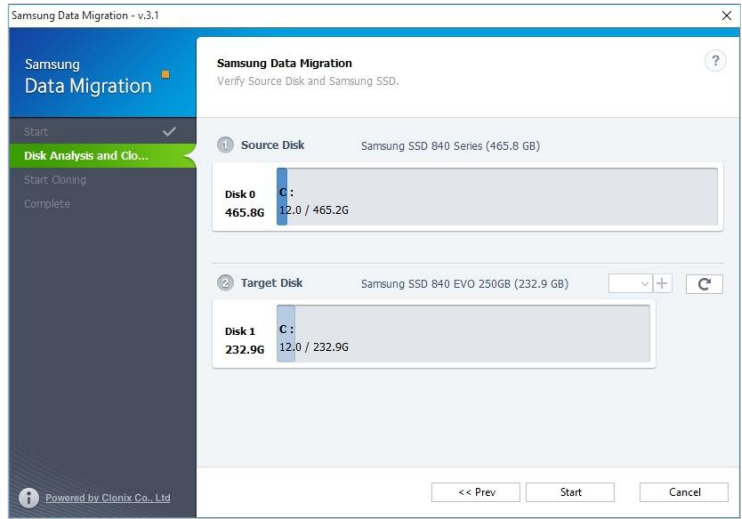 Samsung Data Migration - v.3.1
Samsung
Data Migration
Start
Disk Analysis and Clo...
Start Cloning
Complete
Powered by Clonix Co., Ltd
Samsung Data Migration
Verify Source Disk and Samsung SSD.
?
1 Source Disk Samsung SSD 840 Series (465.8 GB)
Disk 0
465.8G
C :
12.0 / 465.2G
2 Target Disk Samsung SSD 840 EVO 250GB (232.9 GB)
Disk 1
232.9G
C :
12.0 / 232.9G
<< Prev Start Cancel